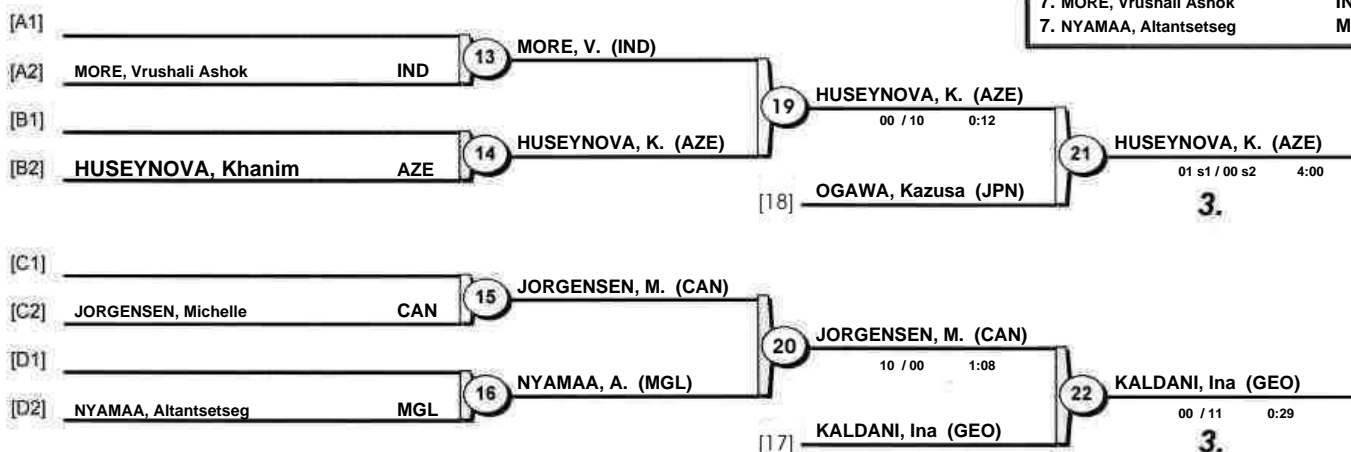 7. MORE, Vrushali Ashok
7. NYAMAA, Altantsetseg
[A1]
[A2] MORE, Vrushali Ashok IND
13 MORE, V. (IND)
[B1]
[B2] HUSEYNOVA, Khanim AZE
14 HUSEYNOVA, K. (AZE)
19 HUSEYNOVA, K. (AZE)
00 / 10 0:12
[18] OGAWA, Kazusa (JPN)
21 HUSEYNOVA, K. (AZE)
01 s1 / 00 s2 4:00
3.
[C1]
[C2] JORGENSEN, Michelle CAN
15 JORGENSEN, M. (CAN)
[D1]
[D2] NYAMAA, Altantsetseg MGL
16 NYAMAA, A. (MGL)
20 JORGENSEN, M. (CAN)
10 / 00 1:08
[17] KALDANI, Ina (GEO)
22 KALDANI, Ina (GEO)
00 / 11 0:29
3.